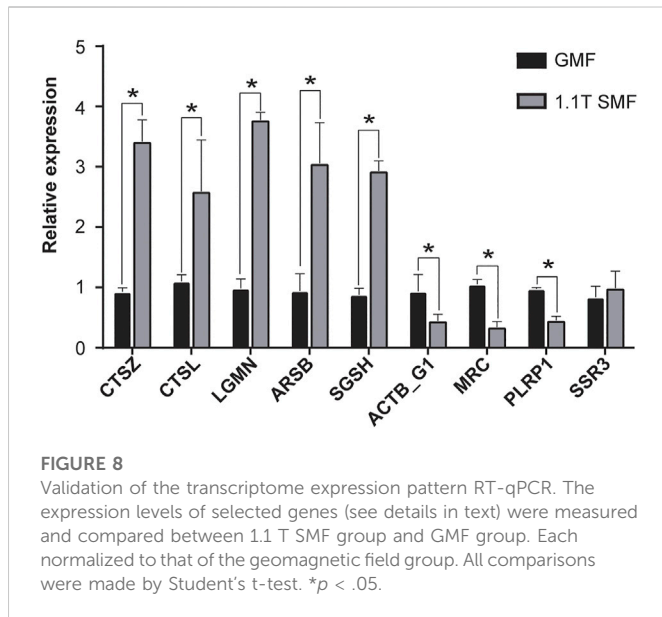 5
4
3
2
1
0
Relative expression
GMF
1.1T SMF
* * * * * * * *
CTSZ
CTSL
LGMN
ARSB
SGSH
ACTB_G1
MRC
PLRP1
SSR3
FIGURE 8
Validation of the transcriptome expression pattern RT-qPCR. The
expression levels of selected genes (see details in text) were measured
and compared between 1.1 T SMF group and GMF group. Each
normalized to that of the geomagnetic field group. All comparisons
were made by Student's t-test. *p < .05.